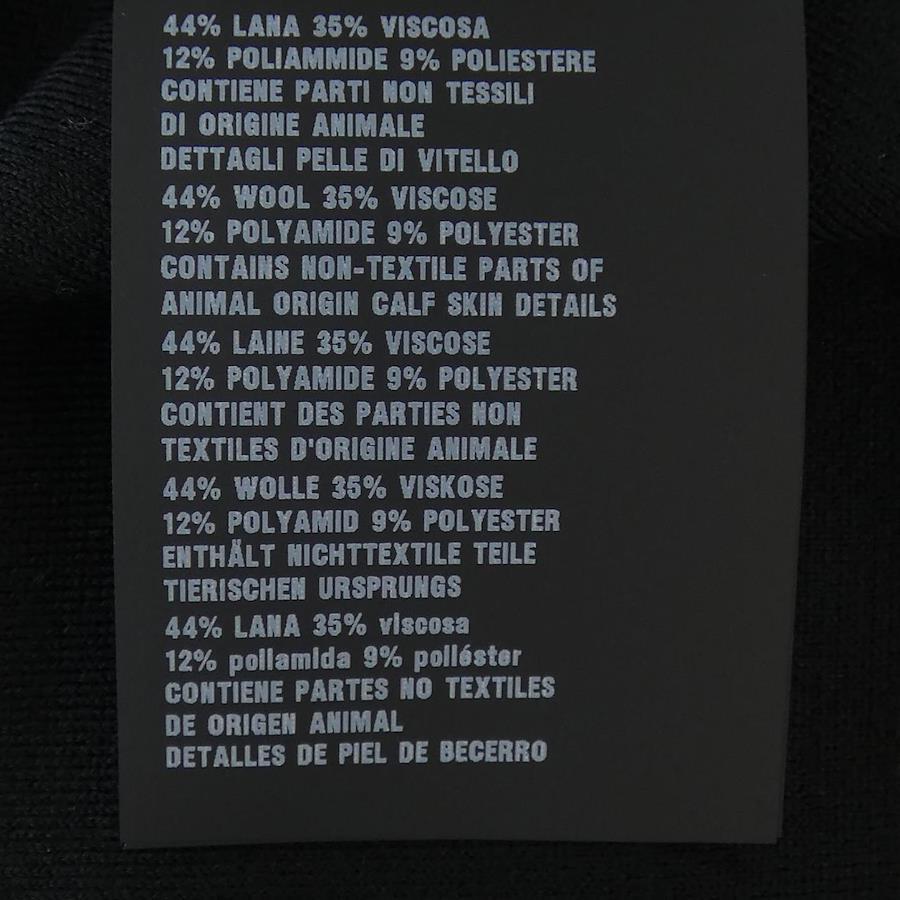 44% LANA 35% VISCOSA
12% POLIAMMIDE 9% POLIESTERE
CONTIENE PARTI NON TESSILI
DI ORIGINE ANIMALE
DETTAGLI PELLE DI VITELLO
44% WOOL 35% VISCOSE
12% POLYAMIDE 9% POLYESTER
CONTAINS NON-TEXTILE PARTS OF
ANIMAL ORIGIN CALF SKIN DETAILS
44% LAINE 35% VISCOSE
12% POLYAMIDE 9% POLYESTER
CONTIENT DES PARTIES NON
TEXTILES D'ORIGINE ANIMALE
44% WOLLE 35% VISKOSE
12% POLYAMID 9% POLYESTER
ENTHÄLT NICHTTEXTILE TEILE
TIERISCHEN URSPRUNGS
44% LANA 35% viscosa
12% poliamida 9% poliéster
CONTIENE PARTES NO TEXTILES
DE ORIGEN ANIMAL
DETALLES DE PIEL DE BECERRO